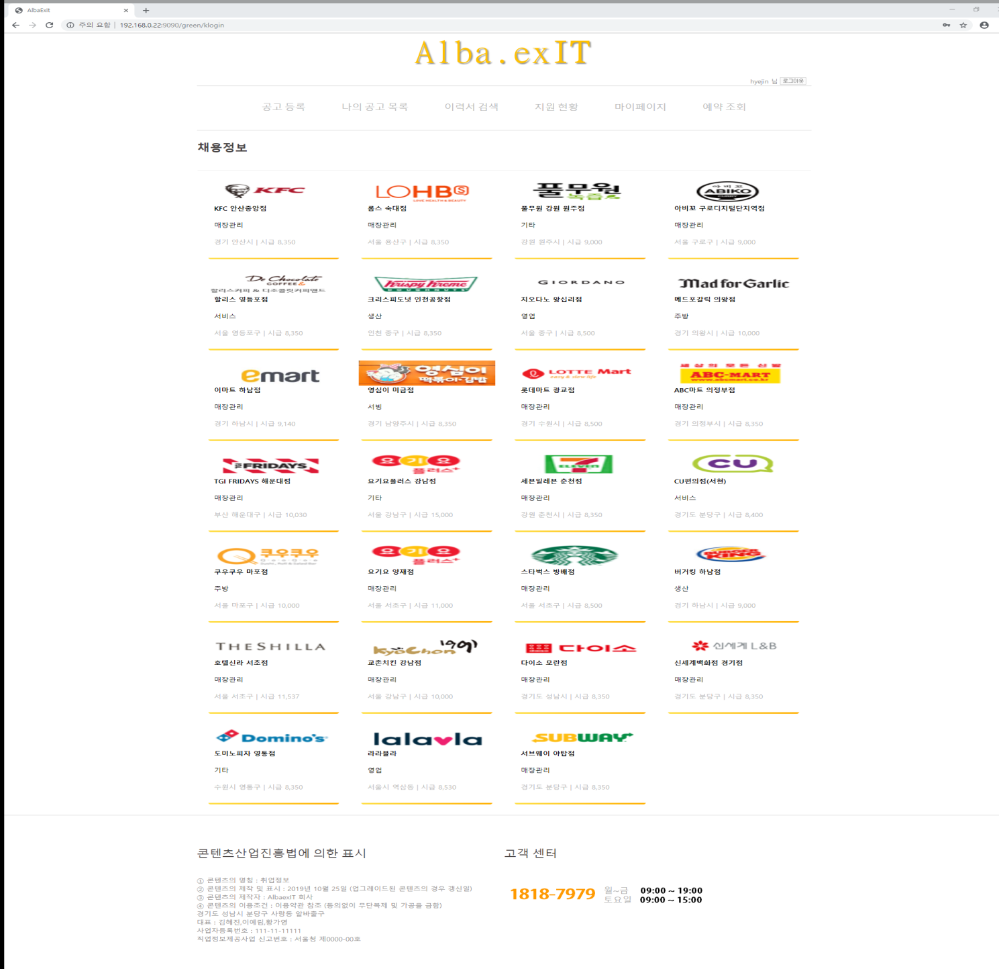 AlbaExit
주의 요함 | 192.168.0.22:9090/green/klogin
Alba.exIT
hyejin 님 로그아웃
공고 등록 나의 공고 목록 이력서 검색 지원 현황 마이페이지 예약 조회
채용정보
KFC LOHBS LOVE HEALTH & BEAUTY 풀무원 녹즙 아비꼬 ABIKO CURRY
KFC 안산중앙점 롭스 숙대점 풀무원 강원 원주점 아비꼬 구로디지털단지역점
매장관리 매장관리 기타 매장관리
경기 안산시 | 시급 8,350 서울 용산구 | 시급 8,350 강원 원주시 | 시급 9,000 서울 구로구 | 시급 9,000
De Chocolate COFFEE & Krispy Kreme DOUGHNUTS GIORDANO Mad for Garlic
할리스커피 & 디초콜릿커피앤드
할리스 영등포점 크리스피도넛 인천공항점 지오다노 왕십리점 메드포갈릭 의왕점
서비스 생산 영업 주방
서울 영등포구 | 시급 8,350 인천 중구 | 시급 8,350 서울 중구 | 시급 8,500 경기 의왕시 | 시급 10,000
emart 영심이 떡볶이·김밥 LOTTE Mart easy & slow life 세상의 모든 신발 ABC-MART www.abcmart.co.kr
이마트 하남점 영심이 미금점 롯데마트 광교점 ABC마트 의정부점
매장관리 서빙 매장관리 매장관리
경기 하남시 | 시급 9,140 경기 남양주시 | 시급 8,350 경기 수원시 | 시급 8,500 경기 의정부시 | 시급 8,350
TGI FRIDAYS 요기요 플러스+ 7 ELEVEN CU
TGI FRIDAYS 해운대점 요기요플러스 강남점 세븐일레븐 춘천점 CU편의점(서현)
매장관리 기타 매장관리 서비스
부산 해운대구 | 시급 10,030 서울 강남구 | 시급 15,000 강원 춘천시 | 시급 8,350 경기도 분당구 | 시급 8,400
쿠우쿠우 요기요 플러스+ BURGER KING
쿠우쿠우 마포점 요기요 양재점 스타벅스 방배점 버거킹 하남점
주방 매장관리 매장관리 생산
서울 마포구 | 시급 10,000 서울 서초구 | 시급 11,000 서울 서초구 | 시급 8,500 경기 하남시 | 시급 9,000
THE SHILLA KyoChon 1991 다이소 신세계 L&B
호텔신라 서초점 교촌치킨 강남점 다이소 모란점 신세계백화점 경기점
매장관리 매장관리 매장관리 매장관리
서울 서초구 | 시급 11,537 서울 강남구 | 시급 10,000 경기도 성남시 | 시급 8,350 경기도 분당구 | 시급 8,350
Domino's lalavla SUBWAY
도미노피자 영통점 라라블라 서브웨이 야탑점
기타 영업 매장관리
수원시 영통구 | 시급 8,350 서울시 역삼동 | 시급 8,530 경기도 분당구 | 시급 8,350
콘텐츠산업진흥법에 의한 표시
① 콘텐츠의 명칭 : 취업정보
② 콘텐츠의 제작 및 표시 : 2019년 10월 25일 (업그레이드된 콘텐츠의 경우 갱신일)
③ 콘텐츠의 제작자 : AlbaexIT 회사
④ 콘텐츠의 이용조건 : 이용약관 참조 (동의없이 무단복제 및 가공을 금함)
경기도 성남시 분당구 사랑동 알바줄구
대표 : 김혜진,이예림,황가영
사업자등록번호 : 111-11-11111
직업정보제공사업 신고번호 : 서울청 제0000-00호
고객 센터
1818-7979
월~금 09:00 ~ 19:00
토요일 09:00 ~ 15:00